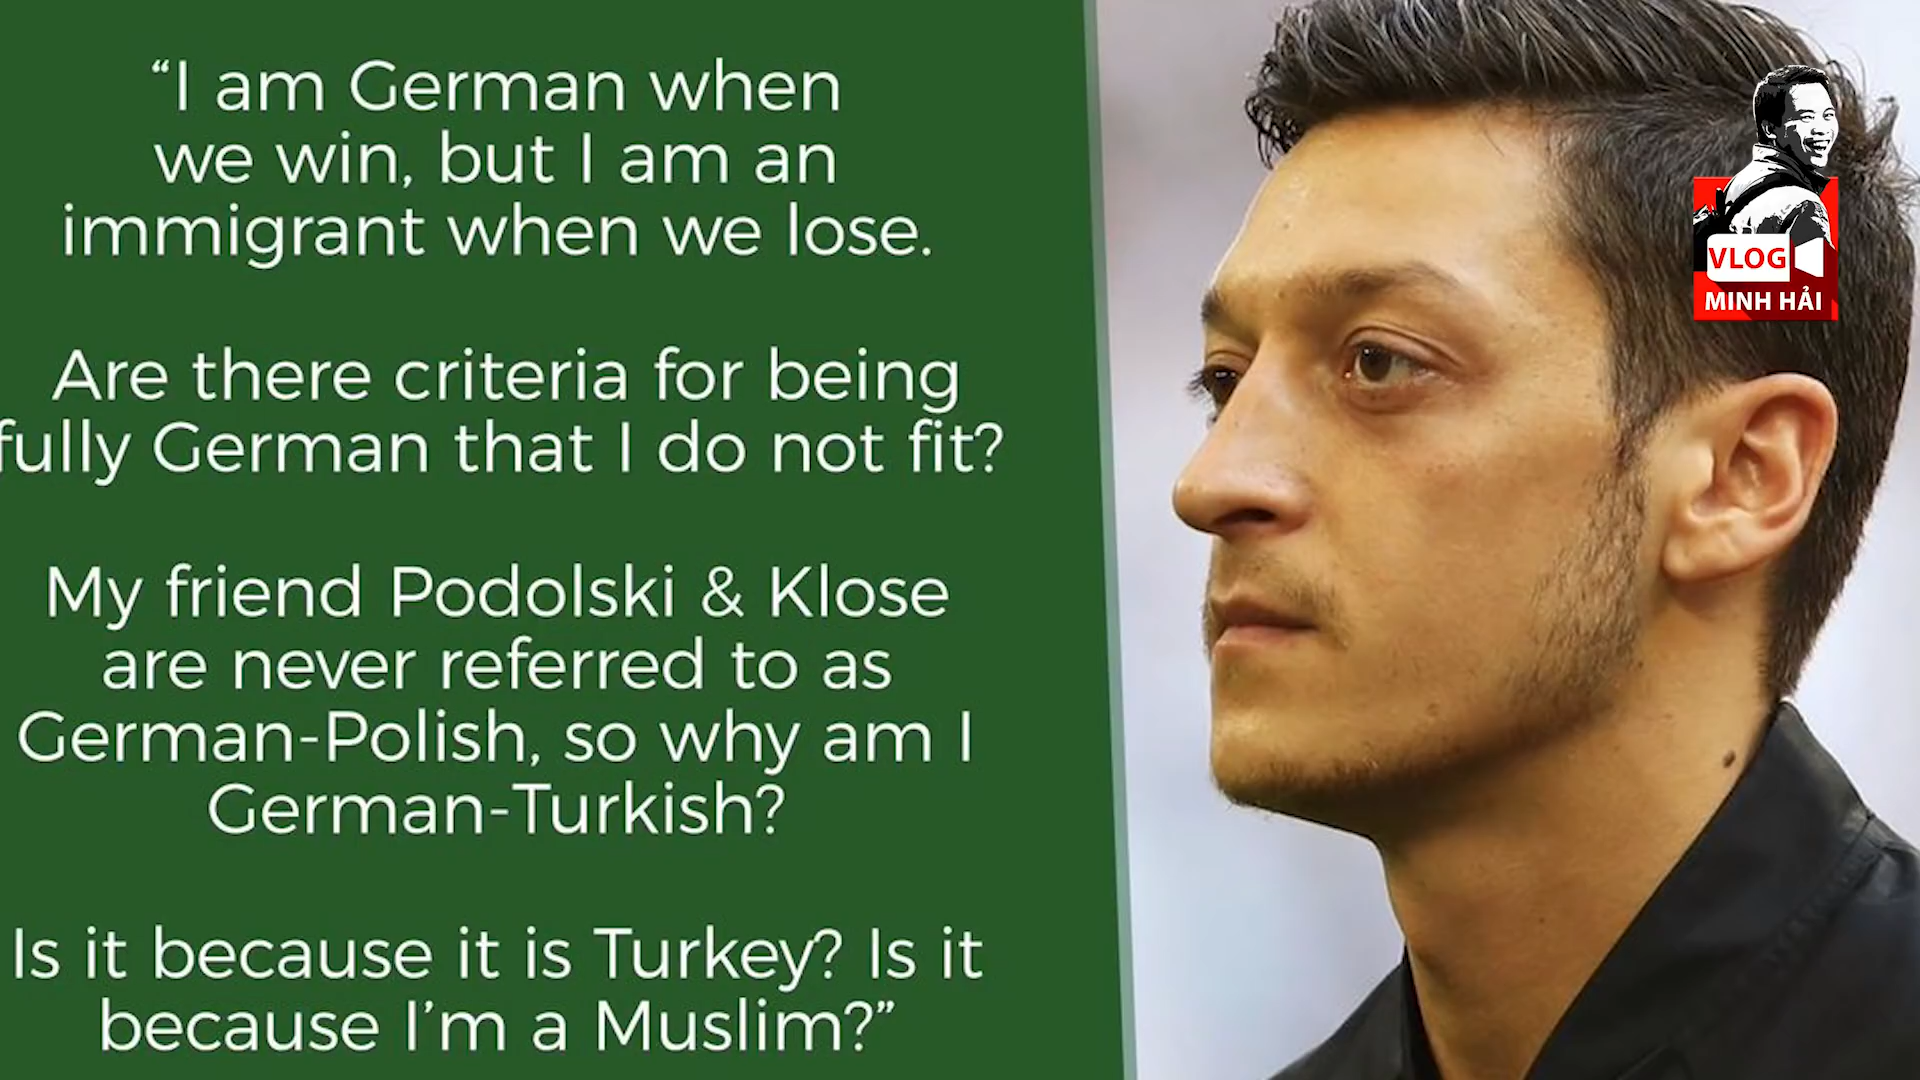 “I am German when
we win, but I am an
immigrant when we lose.
Are there criteria for being
fully German that I do not fit?
My friend Podolski & Klose
are never referred to as
German-Polish, so why am I
German-Turkish?
Is it because it is Turkey? Is it
because I’m a Muslim?”
VLOG
MINH HẢI